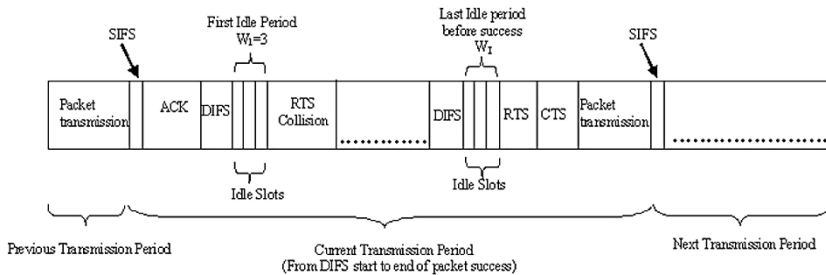 First Idle Period
W1=3
Last Idle period
before success
WI
SIFS
SIFS
Packet
transmission
ACK
DIFS
RTS
Collision
................
DIFS
RTS
CTS
Packet
transmission
........................
Idle Slots
Idle Slots
Previous Transmission Period
Current Transmission Period
(From DIFS start to end of packet success)
Next Transmission Period